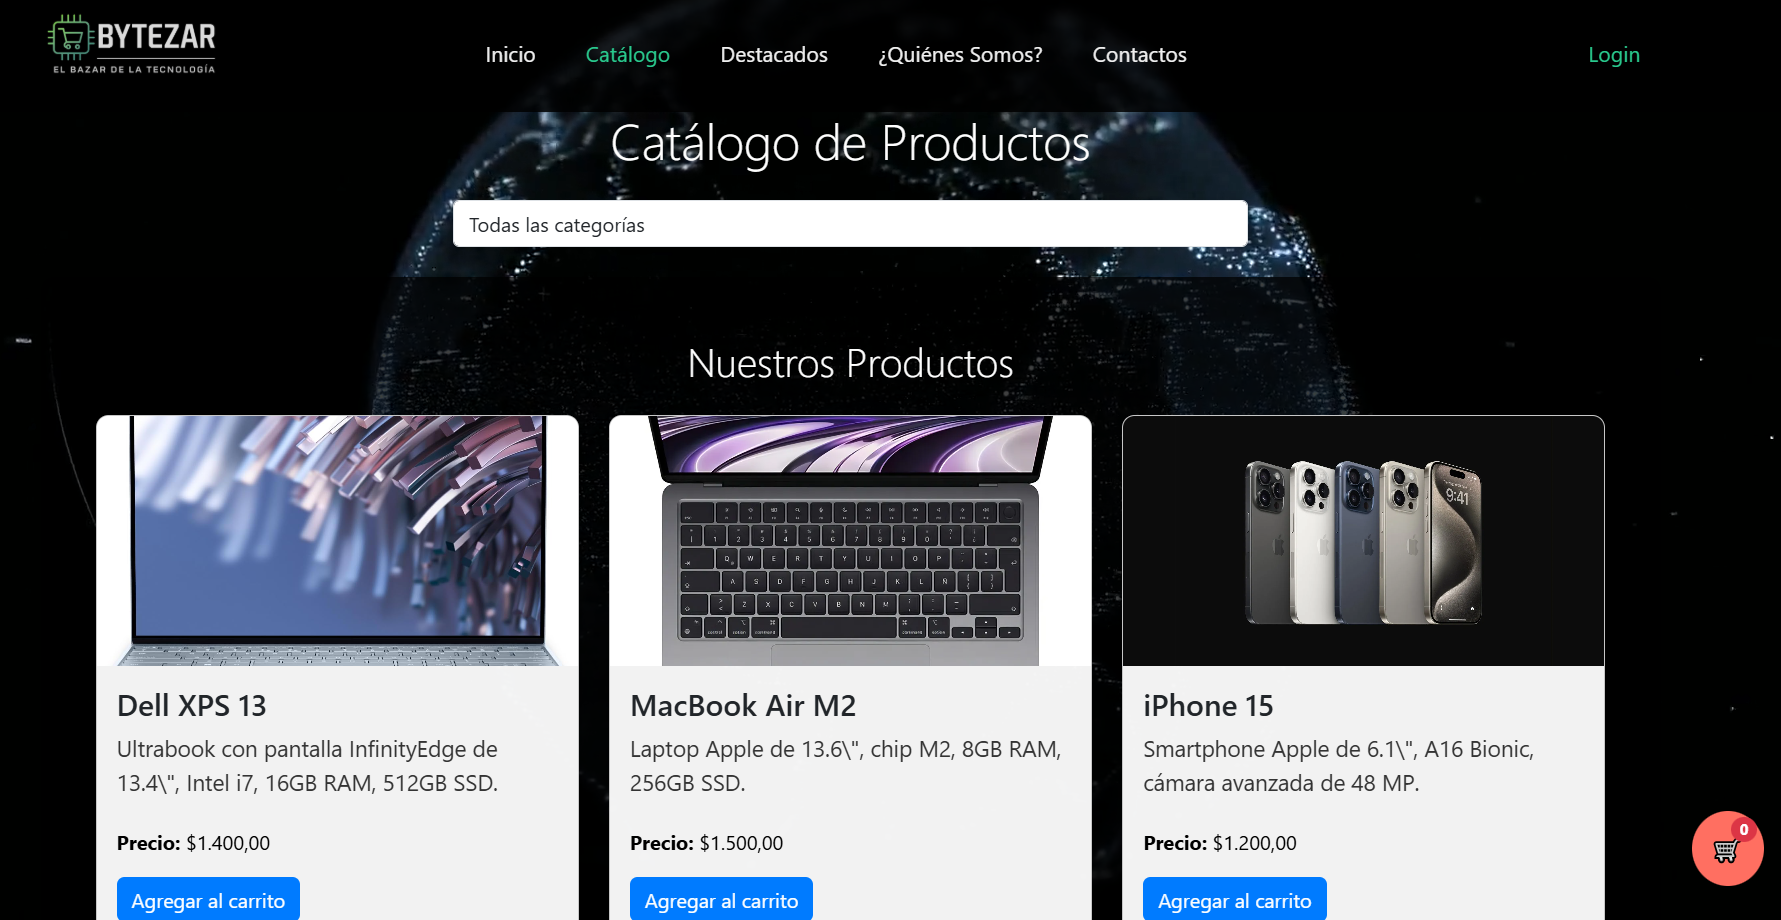 BYTEZAR
EL BAZAR DE LA TECNOLOGÍA
Inicio
Catálogo
Destacados
¿Quiénes Somos?
Contactos
Login
Catálogo de Productos
Todas las categorías
Nuestros Productos
9:41
Dell XPS 13
Ultrabook con pantalla InfinityEdge de
13.4\", Intel i7, 16GB RAM, 512GB SSD.
Precio: $1.400,00
Agregar al carrito
MacBook Air M2
Laptop Apple de 13.6\", chip M2, 8GB RAM,
256GB SSD.
Precio: $1.500,00
Agregar al carrito
iPhone 15
Smartphone Apple de 6.1\", A16 Bionic,
cámara avanzada de 48 MP.
Precio: $1.200,00
Agregar al carrito
0